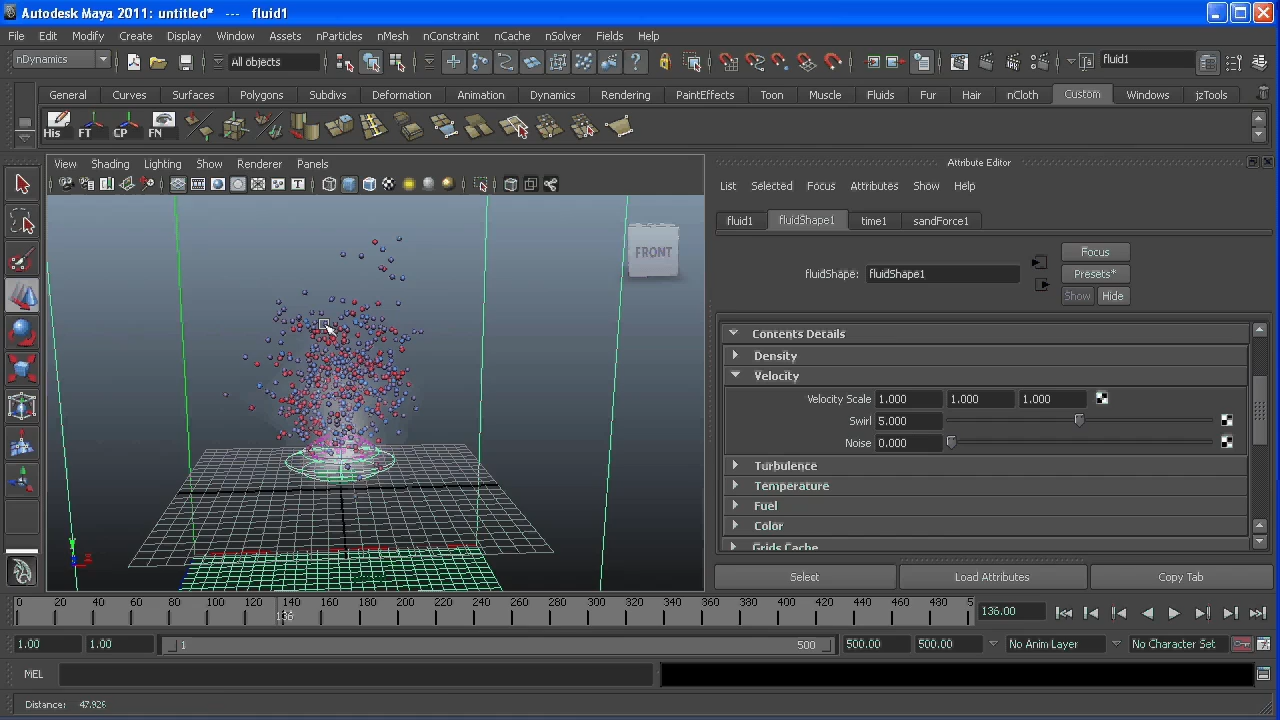 Autodesk Maya 2011: untitled* --- fluid1
File Edit Modify Create Display Window Assets nParticles nMesh nConstraint nCache nSolver Fields Help
nDynamics All objects fluid1
General Curves Surfaces Polygons Subdivs Deformation Animation Dynamics Rendering PaintEffects Toon Muscle Fluids Fur Hair nCloth Custom Windows jzTools
His FT CP FN
View Shading Lighting Show Renderer Panels
Attribute Editor
List Selected Focus Attributes Show Help
fluid1 fluidShape1 time1 sandForce1
FRONT
Focus
fluidShape: fluidShape1
Presets*
Show Hide
Contents Details
Density
Velocity
Velocity Scale 1.000 1.000 1.000
Swirl 5.000
Noise 0.000
Turbulence
Temperature
Fuel
Color
Grids Cache
Select Load Attributes Copy Tab
0 20 40 60 80 100 120 140 160 180 200 220 240 260 280 300 320 340 360 380 400 420 440 460 480 5
136
136.00
1.00 1.00 1 500 500.00 500.00 No Anim Layer No Character Set
MEL
Distance: 47.926